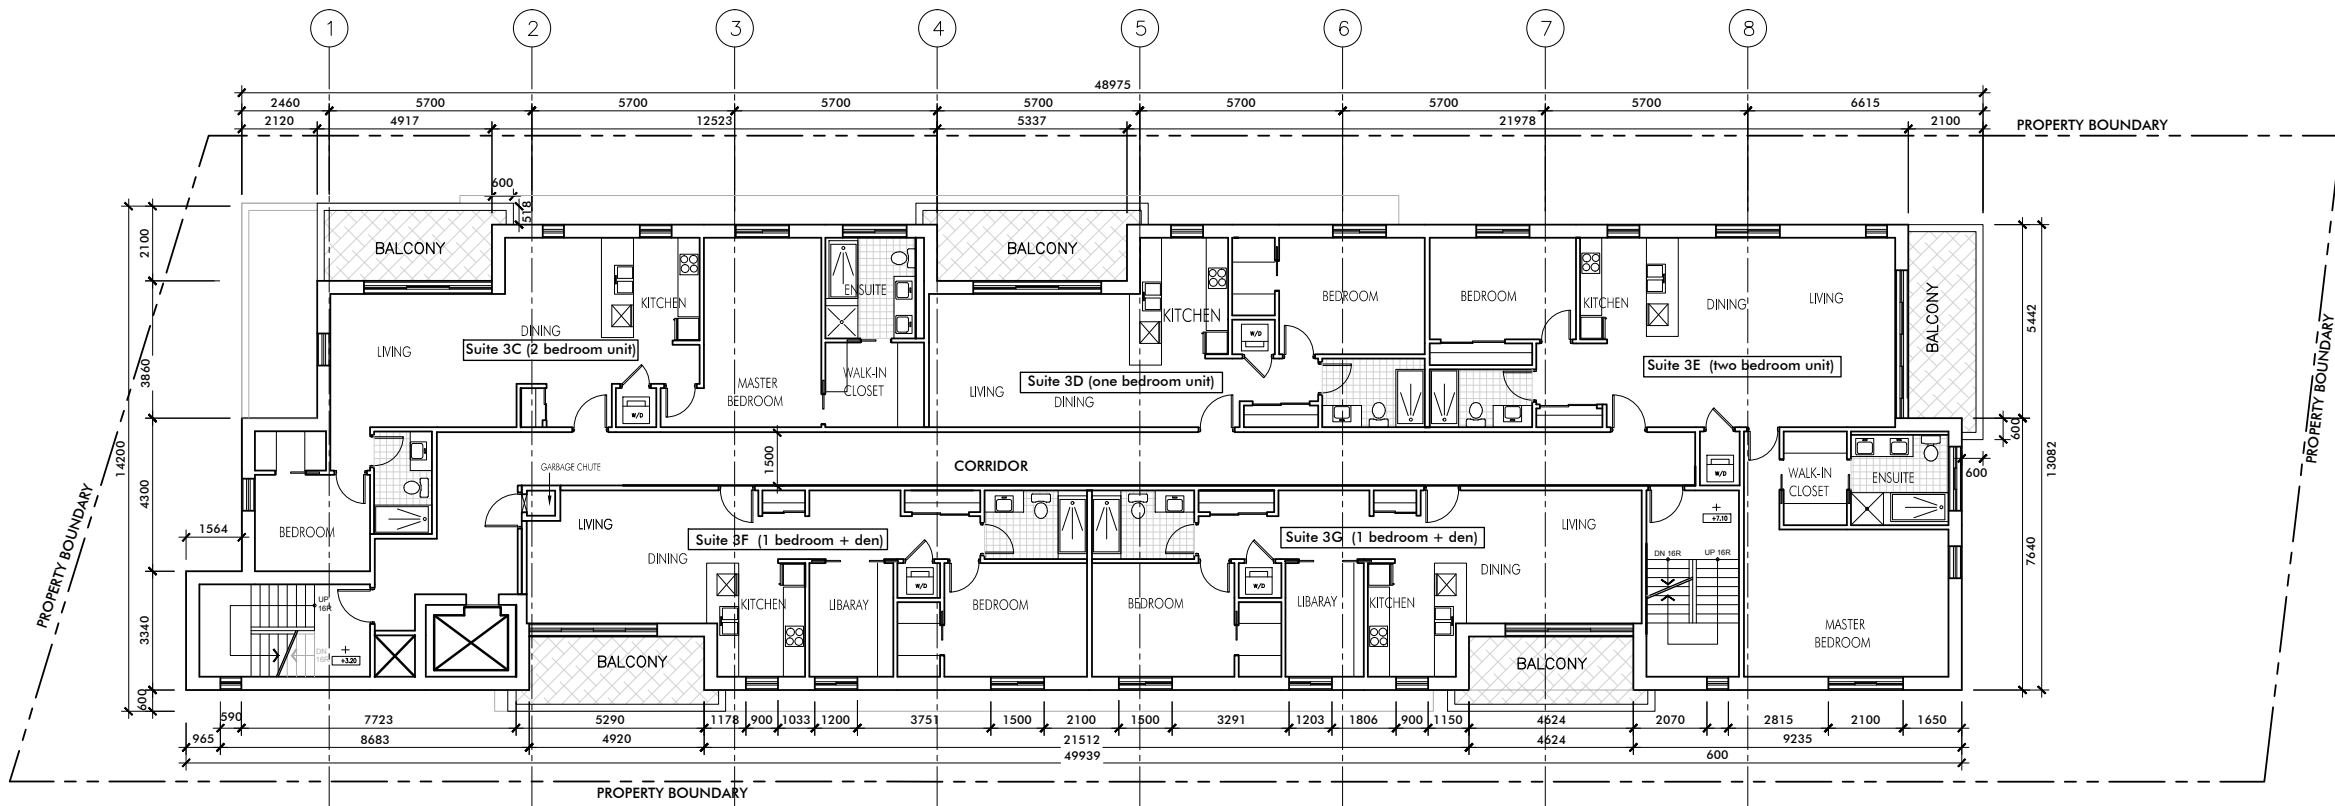 1 2 3 4 5 6 7 8
48975
2460 5700 5700 5700 5700 5700 5700 5700 6615
2120 4917 12523 5337 21978 2100
PROPERTY BOUNDARY
600
518
2100
3860
4300
3340
600
14200
1564
PROPERTY BOUNDARY
BALCONY
LIVING
DINING
KITCHEN
Suite 3C (2 bedroom unit)
W/D
MASTER
BEDROOM
ENSUITE
WALK-IN
CLOSET
BEDROOM
BALCONY
LIVING
DINING
KITCHEN
Suite 3D (one bedroom unit)
W/D
BEDROOM
BEDROOM
KITCHEN
DINING
LIVING
Suite 3E (two bedroom unit)
BALCONY
W/D
WALK-IN
CLOSET
ENSUITE
MASTER
BEDROOM
5442
600
600
7640
13082
PROPERTY BOUNDARY
GARBAGE CHUTE
1500
CORRIDOR
LIVING
DINING
Suite 3F (1 bedroom + den)
KITCHEN
LIBARAY
W/D
BEDROOM
BALCONY
BEDROOM
W/D
Suite 3G (1 bedroom + den)
LIBARAY
KITCHEN
DINING
LIVING
BALCONY
+7.10
DN 16R
UP 16R
UP
16R
DN
16R
+3.20
590 7723 5290 1178 900 1033 1200 3751 1500 2100 1500 3291 1203 1806 900 1150 4624 2070 2815 2100 1650
965 8683 4920 21512 4624 9235
49939 600
PROPERTY BOUNDARY